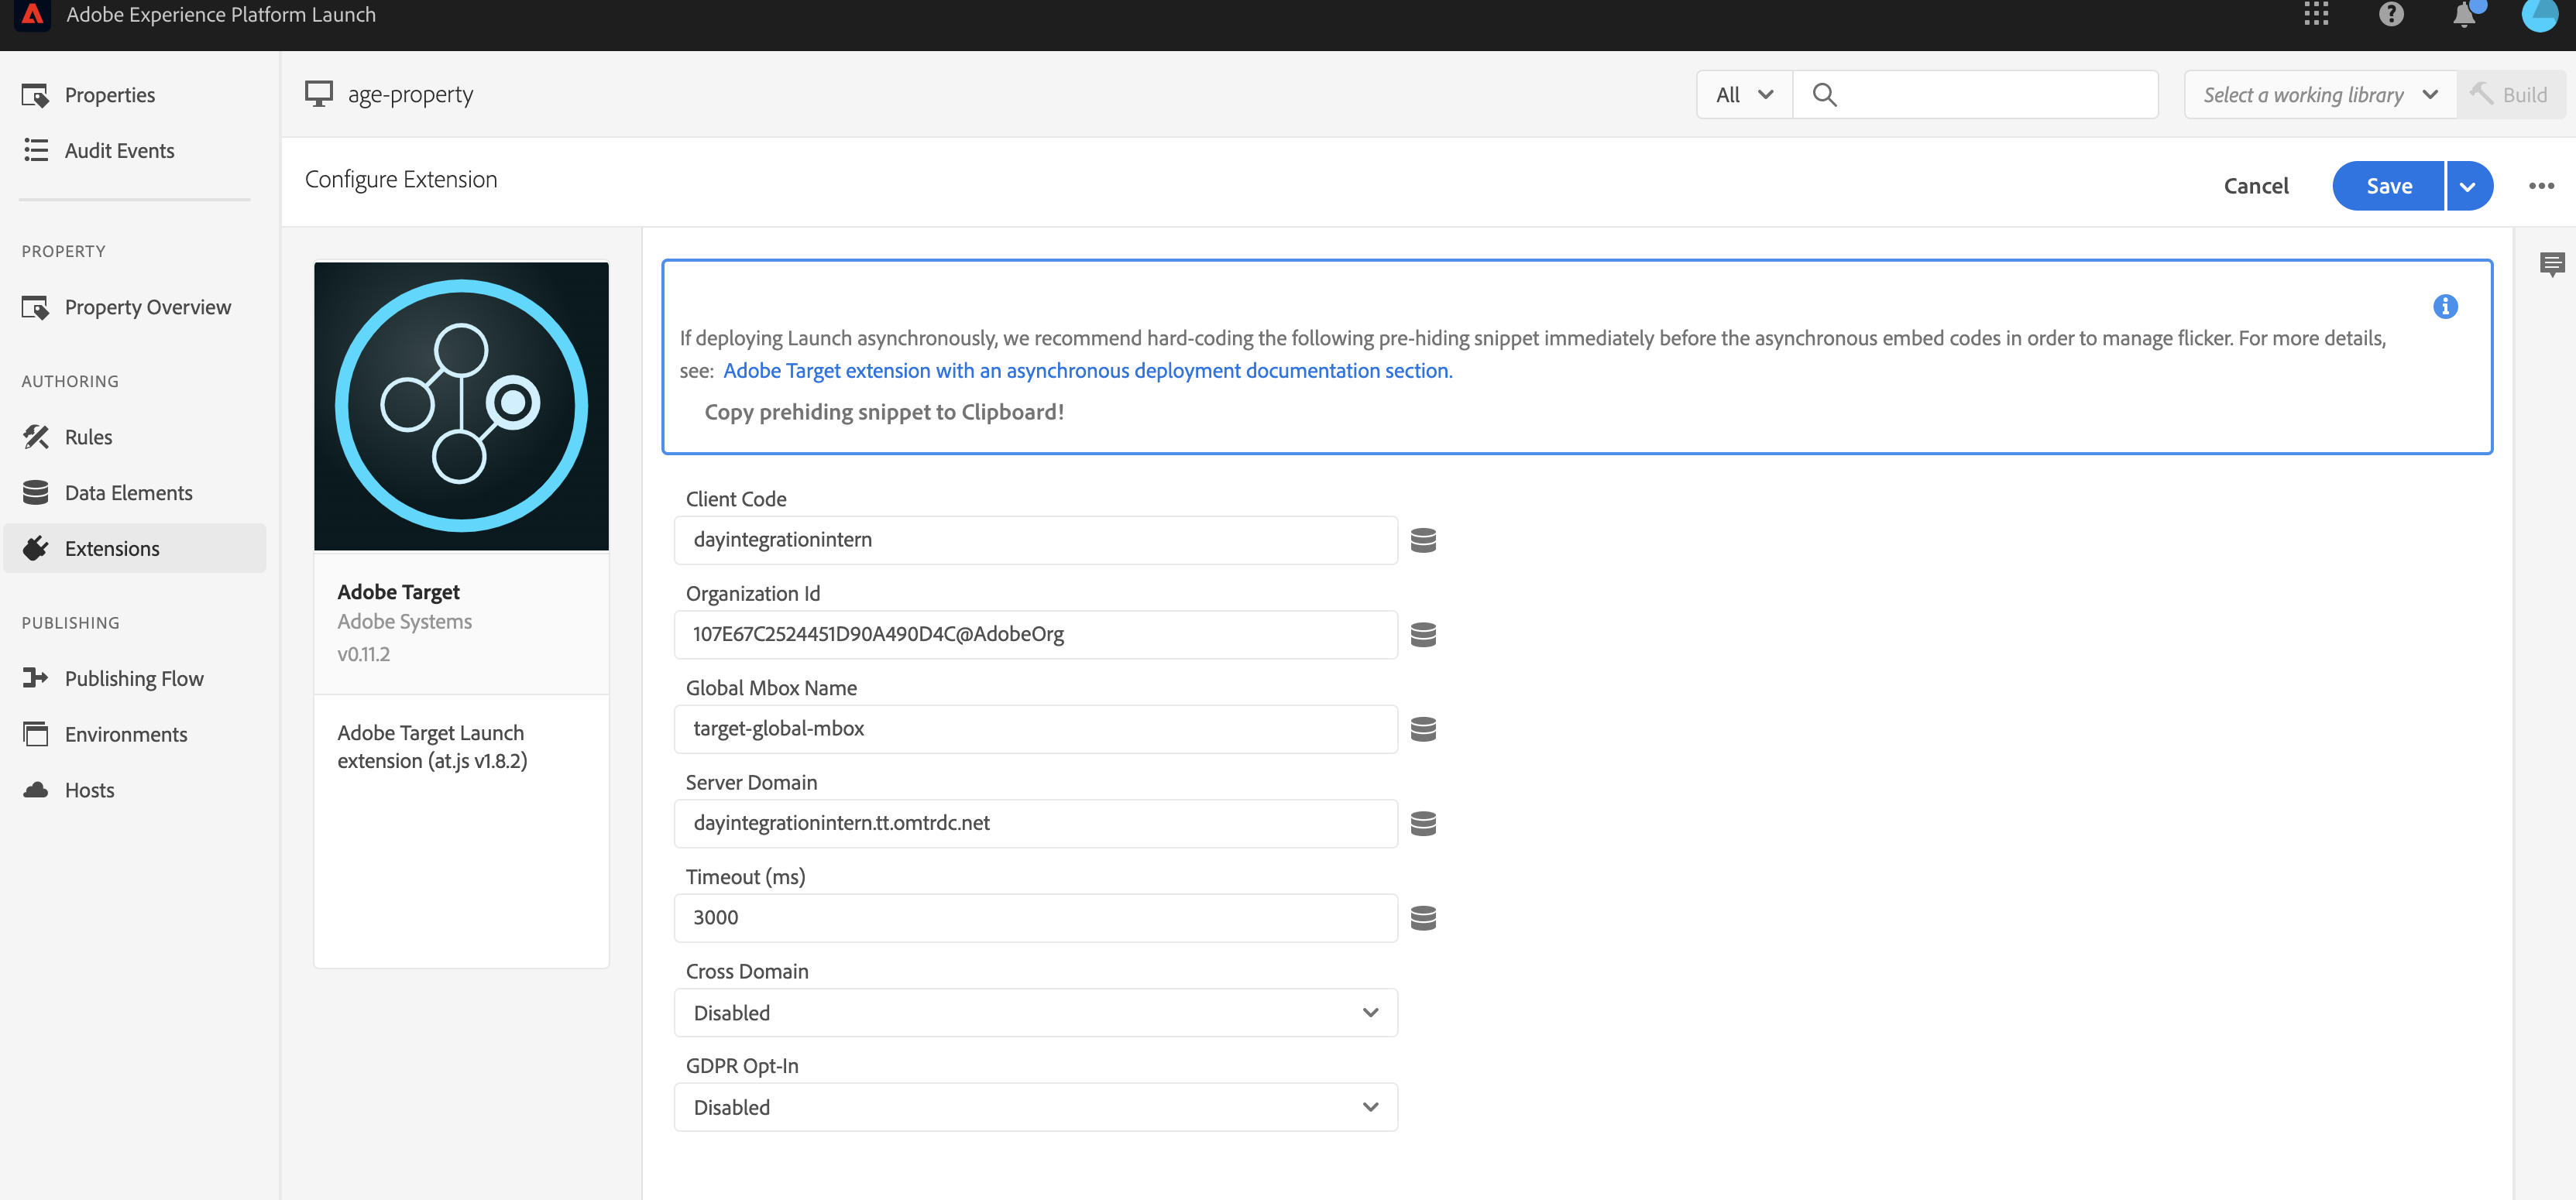 Adobe Experience Platform Launch
Properties
Audit Events
PROPERTY
Property Overview
AUTHORING
Rules
Data Elements
Extensions
PUBLISHING
Publishing Flow
Environments
Hosts
age-property
All
Select a working library
Build
Configure Extension
Cancel
Save
Adobe Target
Adobe Systems
v0.11.2
Adobe Target Launch
extension (at.js v1.8.2)
If deploying Launch asynchronously, we recommend hard-coding the following pre-hiding snippet immediately before the asynchronous embed codes in order to manage flicker. For more details,
see: Adobe Target extension with an asynchronous deployment documentation section.
Copy prehiding snippet to Clipboard!
Client Code
dayintegrationintern
Organization Id
107E67C2524451D90A490D4C@AdobeOrg
Global Mbox Name
target-global-mbox
Server Domain
dayintegrationintern.tt.omtrdc.net
Timeout (ms)
3000
Cross Domain
Disabled
GDPR Opt-In
Disabled